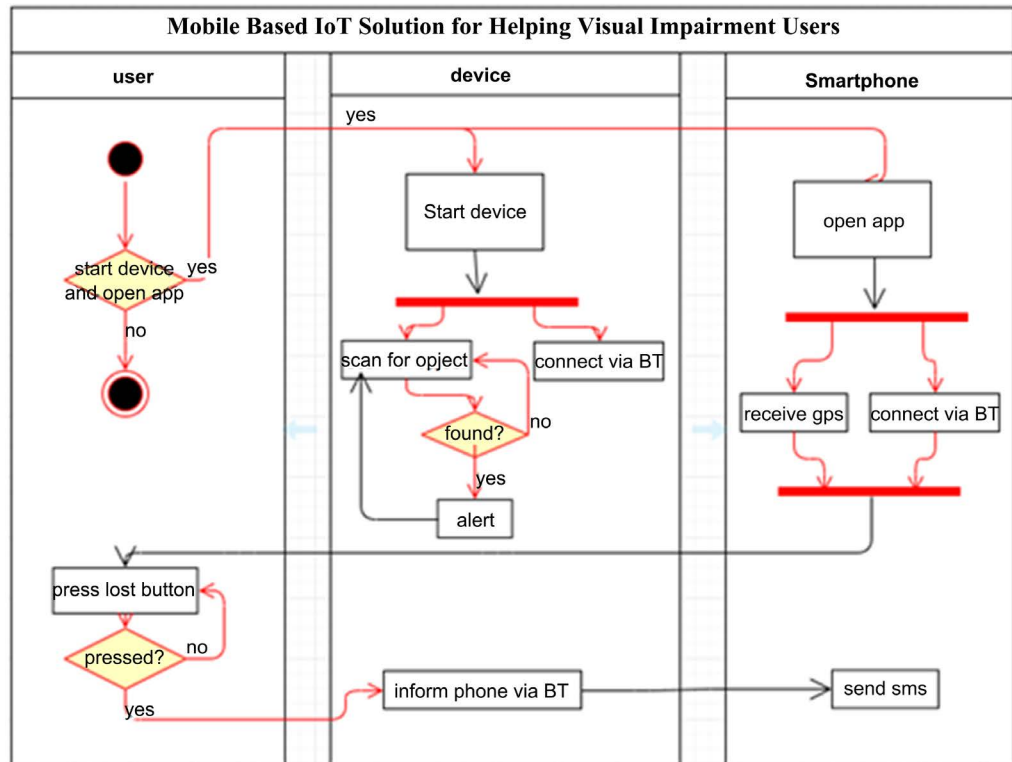 Mobile Based IoT Solution for Helping Visual Impairment Users
user
device
Smartphone
yes
Start device
open app
start device
and open app
yes
no
scan for opject
connect via BT
receive gps
connect via BT
found?
no
yes
alert
press lost button
pressed?
no
yes
inform phone via BT
send sms